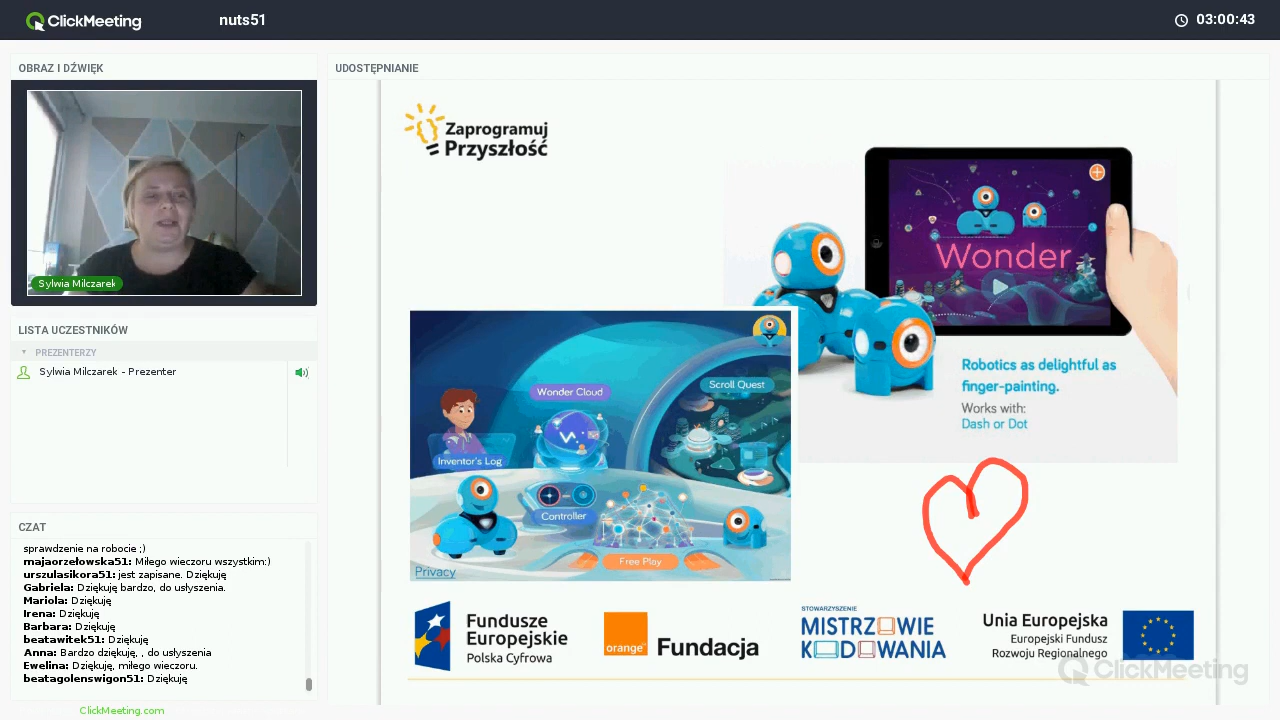 ClickMeeting
nuts51
03:00:43
OBRAZ I DŹWIĘK
Sylwia Milczarek
LISTA UCZESTNIKÓW
PREZENTERZY
Sylwia Milczarek - Prezenter
CZAT
sprawdzenie na robocie ;)
majaorzełowska51: Miłego wieczoru wszystkim:)
urszulasikora51: jest zapisane. Dziękuję
Gabriela: Dziękuję bardzo, do usłyszenia.
Mariola: Dziękuję
Irena: Dziękuję
Barbara: Dziękuję
beatawitek51: Dziękuję
Anna: Bardzo dziękuję, , do usłyszenia
Ewelina: Dziękuję, miłego wieczoru.
beatagolenswigon51: Dziękuję
ClickMeeting.com
UDOSTĘPNIANIE
Zaprogramuj
Przyszłość
Wonder
Robotics as delightful as
finger-painting.
Works with:
Dash or Dot
Wonder Cloud
Scroll Quest
Inventor's Log
Controller
Free Play
Privacy
Fundusze
Europejskie
Polska Cyfrowa
orange
Fundacja
STOWARZYSZENIE
MISTRZOWIE
KODOWANIA
Unia Europejska
Europejski Fundusz
Rozwoju Regionalnego
ClickMeeting